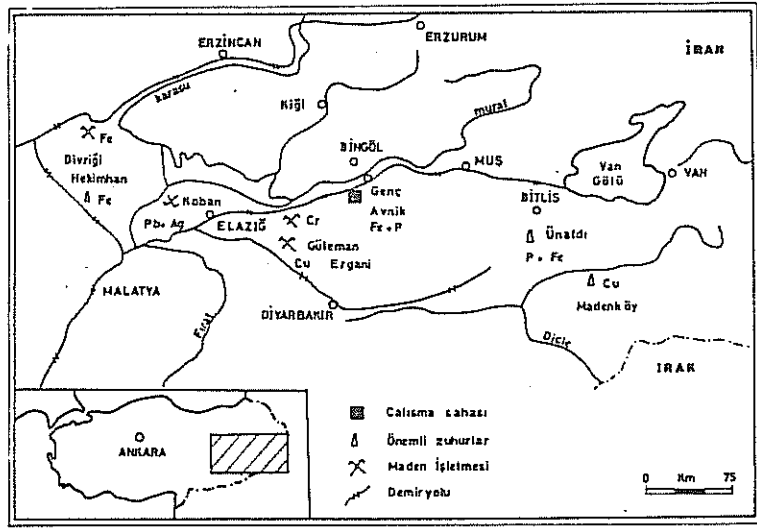 ERZİNCAN
ERZURUM
İRAN
karasu
Kiğı
murat
Fe
Divriği
Hekimhan
Fe
BİNGÖL
MUŞ
Van
Gölü
VAN
Koban
Pb. Ag
ELAZIĞ
Cr
Genç
Avnik
Fe + P
BİTLİS
Ünaldı
P + Fe
Güleman
Cu Ergani
Cu
Madenköy
MALATYA
Fırat
DİYARBAKIR
Dicle
IRAK
ANKARA
Calısma sahası
Önemli zuhurlar
Maden İşletmesi
Demiryolu
0 Km 75